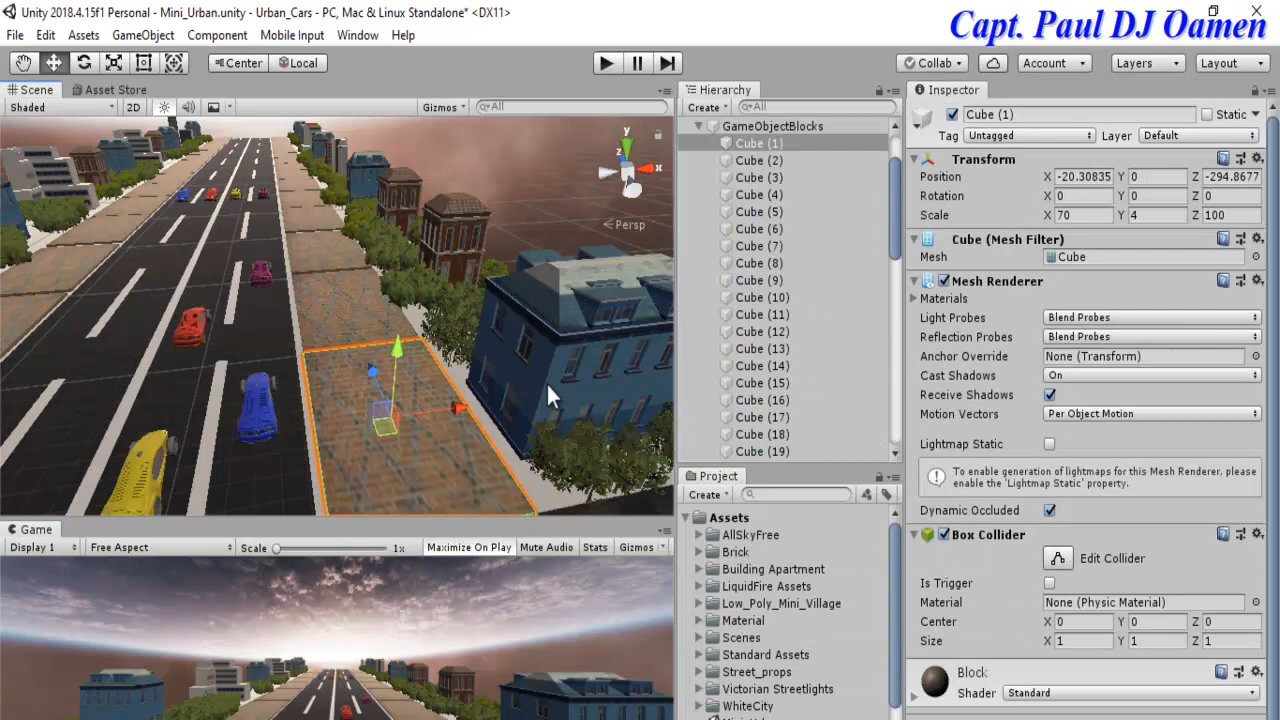 Unity 2018.4.15f1 Personal - Mini_Urban.unity - Urban_Cars - PC, Mac & Linux Standalone* <DX11>
Capt. Paul DJ Oamen
File Edit Assets GameObject Component Mobile Input Window Help
Center Local Collab Account Layers Layout
Scene Asset Store
Shaded 2D Gizmos All
y
z
x
Persp
Hierarchy
Create All
GameObjectBlocks
Cube (1)
Cube (2)
Cube (3)
Cube (4)
Cube (5)
Cube (6)
Cube (7)
Cube (8)
Cube (9)
Cube (10)
Cube (11)
Cube (12)
Cube (13)
Cube (14)
Cube (15)
Cube (16)
Cube (17)
Cube (18)
Cube (19)
Project
Create
Assets
AllSkyFree
Brick
Building Apartment
LiquidFire Assets
Low_Poly_Mini_Village
Material
Scenes
Standard Assets
Street_props
Victorian Streetlights
WhiteCity
Inspector
Cube (1) Static
Tag Untagged Layer Default
Transform
Position X -20.30835 Y 0 Z -294.8677
Rotation X 0 Y 0 Z 0
Scale X 70 Y 4 Z 100
Cube (Mesh Filter)
Mesh Cube
Mesh Renderer
Materials
Light Probes Blend Probes
Reflection Probes Blend Probes
Anchor Override None (Transform)
Cast Shadows On
Receive Shadows
Motion Vectors Per Object Motion
Lightmap Static
To enable generation of lightmaps for this Mesh Renderer, please
enable the 'Lightmap Static' property.
Dynamic Occluded
Box Collider
Edit Collider
Is Trigger
Material None (Physic Material)
Center X 0 Y 0 Z 0
Size X 1 Y 1 Z 1
Block
Shader Standard
Game
Display 1 Free Aspect Scale 1x Maximize On Play Mute Audio Stats Gizmos